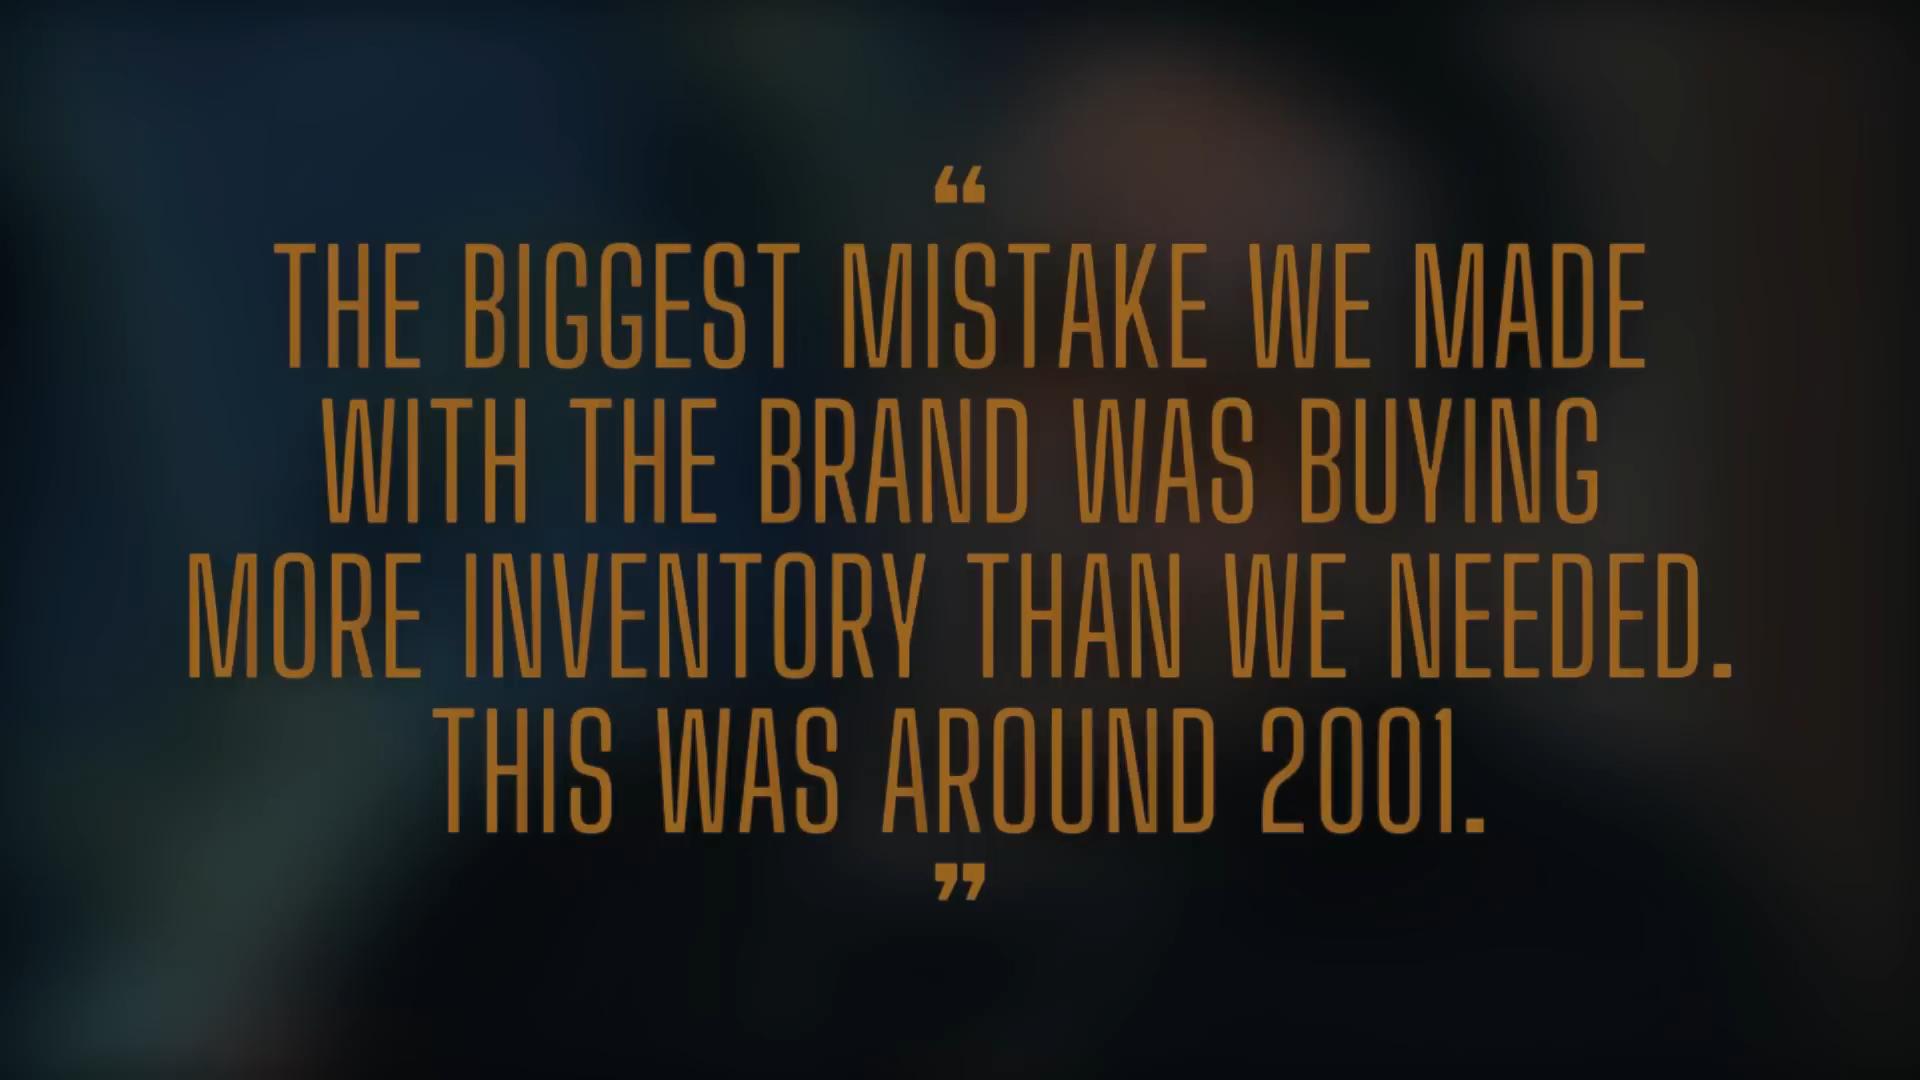 “
THE BIGGEST MISTAKE WE MADE
WITH THE BRAND WAS BUYING
MORE INVENTORY THAN WE NEEDED.
THIS WAS AROUND 2001.
”